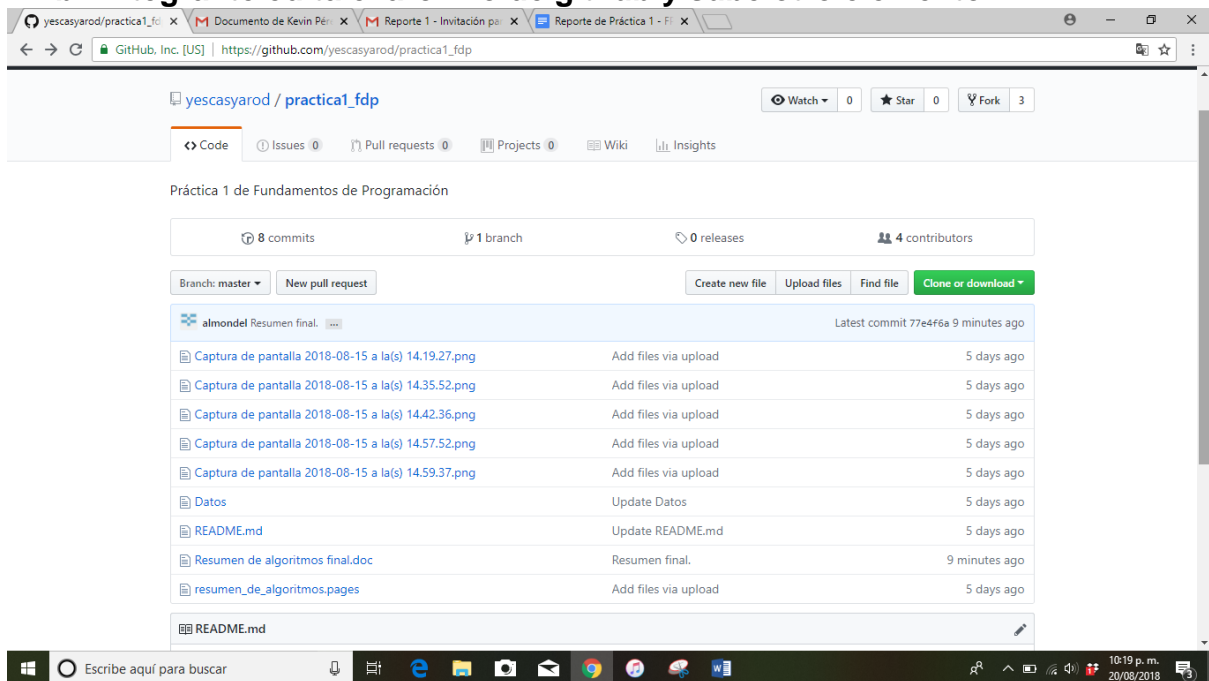 yescasyarod/practica1_fd
Documento de Kevin Pér
Reporte 1 - Invitación pa
Reporte de Práctica 1 - F
GitHub, Inc. [US] | https://github.com/yescasyarod/practica1_fdp
yescasyarod / practica1_fdp
Watch 0 Star 0 Fork 3
Code Issues 0 Pull requests 0 Projects 0 Wiki Insights
Práctica 1 de Fundamentos de Programación
8 commits 1 branch 0 releases 4 contributors
Branch: master New pull request Create new file Upload files Find file Clone or download
almondel Resumen final. ... Latest commit 77e4f6a 9 minutes ago
Captura de pantalla 2018-08-15 a la(s) 14.19.27.png Add files via upload 5 days ago
Captura de pantalla 2018-08-15 a la(s) 14.35.52.png Add files via upload 5 days ago
Captura de pantalla 2018-08-15 a la(s) 14.42.36.png Add files via upload 5 days ago
Captura de pantalla 2018-08-15 a la(s) 14.57.52.png Add files via upload 5 days ago
Captura de pantalla 2018-08-15 a la(s) 14.59.37.png Add files via upload 5 days ago
Datos Update Datos 5 days ago
README.md Update README.md 5 days ago
Resumen de algoritmos final.doc Resumen final. 9 minutes ago
resumen_de_algoritmos.pages Add files via upload 5 days ago
README.md
Escribe aquí para buscar
10:19 p. m.
20/08/2018
3